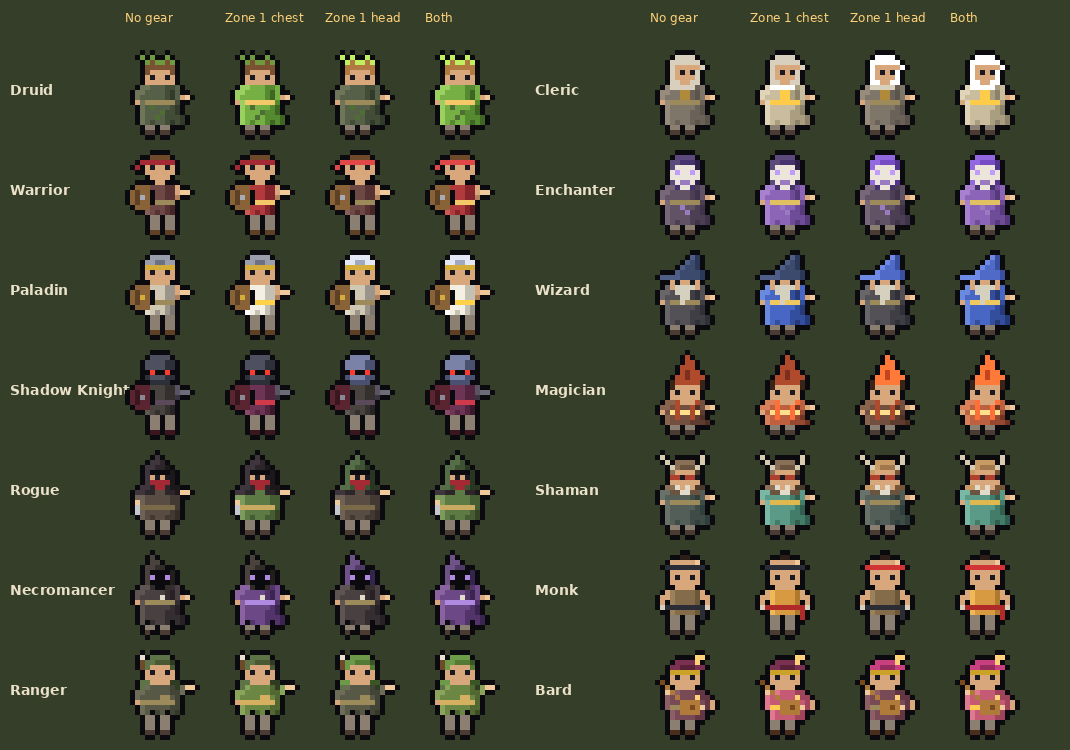 No gear Zone 1 chest Zone 1 head Both No gear Zone 1 chest Zone 1 head Both
Druid Cleric
Warrior Enchanter
Paladin Wizard
Shadow Knight Magician
Rogue Shaman
Necromancer Monk
Ranger Bard